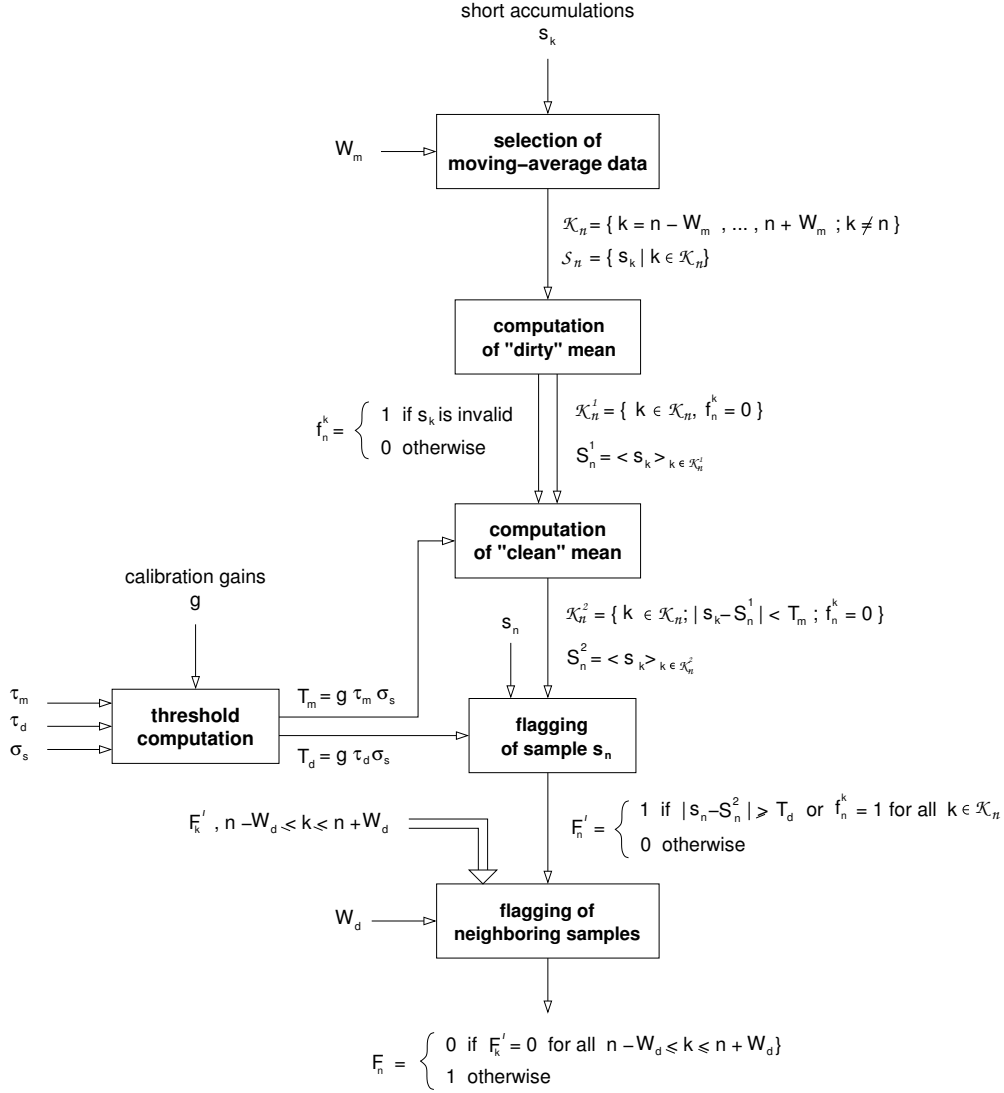 short accumulations
s_k
selection of
moving–average data
W_m
𝒦_n = { k = n − W_m , ... , n + W_m ; k ≠ n }
𝒮_n = { s_k | k ∈ 𝒦_n}
computation
of "dirty" mean
f_n^k = { 1 if s_k is invalid
0 otherwise
𝒦_n^1 = { k ∈ 𝒦_n, f_n^k = 0 }
S_n^1 = < s_k >_{k ∈ 𝒦_n^1}
computation
of "clean" mean
calibration gains
g
s_n
𝒦_n^2 = { k ∈ 𝒦_n; | s_k − S_n^1 | < T_m ; f_n^k = 0 }
S_n^2 = < s_k >_{k ∈ 𝒦_n^2}
τ_m
τ_d
σ_s
threshold
computation
T_m = g τ_m σ_s
T_d = g τ_d σ_s
flagging
of sample s_n
F_k' , n − W_d ⩽ k ⩽ n + W_d
F_n' = { 1 if | s_n − S_n^2 | ⩾ T_d or f_n^k = 1 for all k ∈ 𝒦_n
0 otherwise
W_d
flagging of
neighboring samples
F_n = { 0 if F_k' = 0 for all n − W_d ⩽ k ⩽ n + W_d}
1 otherwise